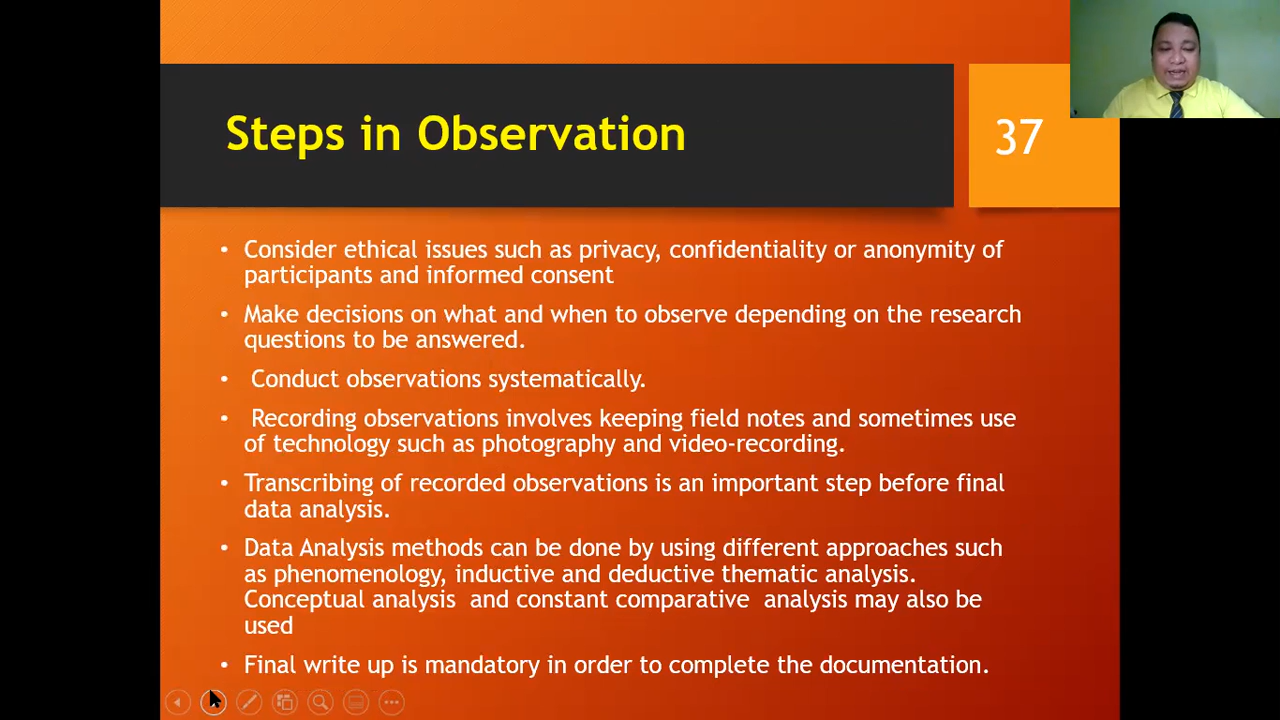 Steps in Observation
37
• Consider ethical issues such as privacy, confidentiality or anonymity of
participants and informed consent
• Make decisions on what and when to observe depending on the research
questions to be answered.
• Conduct observations systematically.
• Recording observations involves keeping field notes and sometimes use
of technology such as photography and video-recording.
• Transcribing of recorded observations is an important step before final
data analysis.
• Data Analysis methods can be done by using different approaches such
as phenomenology, inductive and deductive thematic analysis.
Conceptual analysis and constant comparative analysis may also be
used
• Final write up is mandatory in order to complete the documentation.